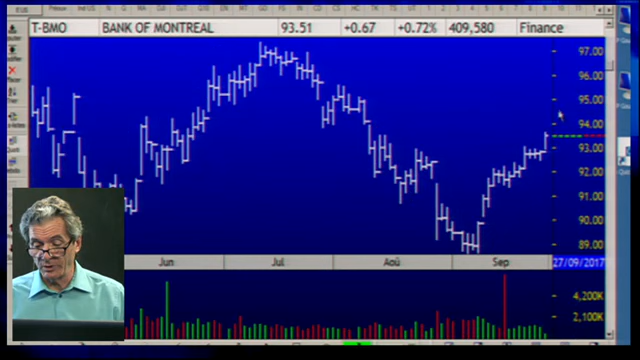 T-BMO BANK OF MONTREAL 93.51 +0.67 +0.72% 409,580 Finance
97.00
96.00
95.00
94.00
93.00
92.00
91.00
90.00
89.00
Jun Jul Aoû Sep 27/09/2017
4,200K
2,100K